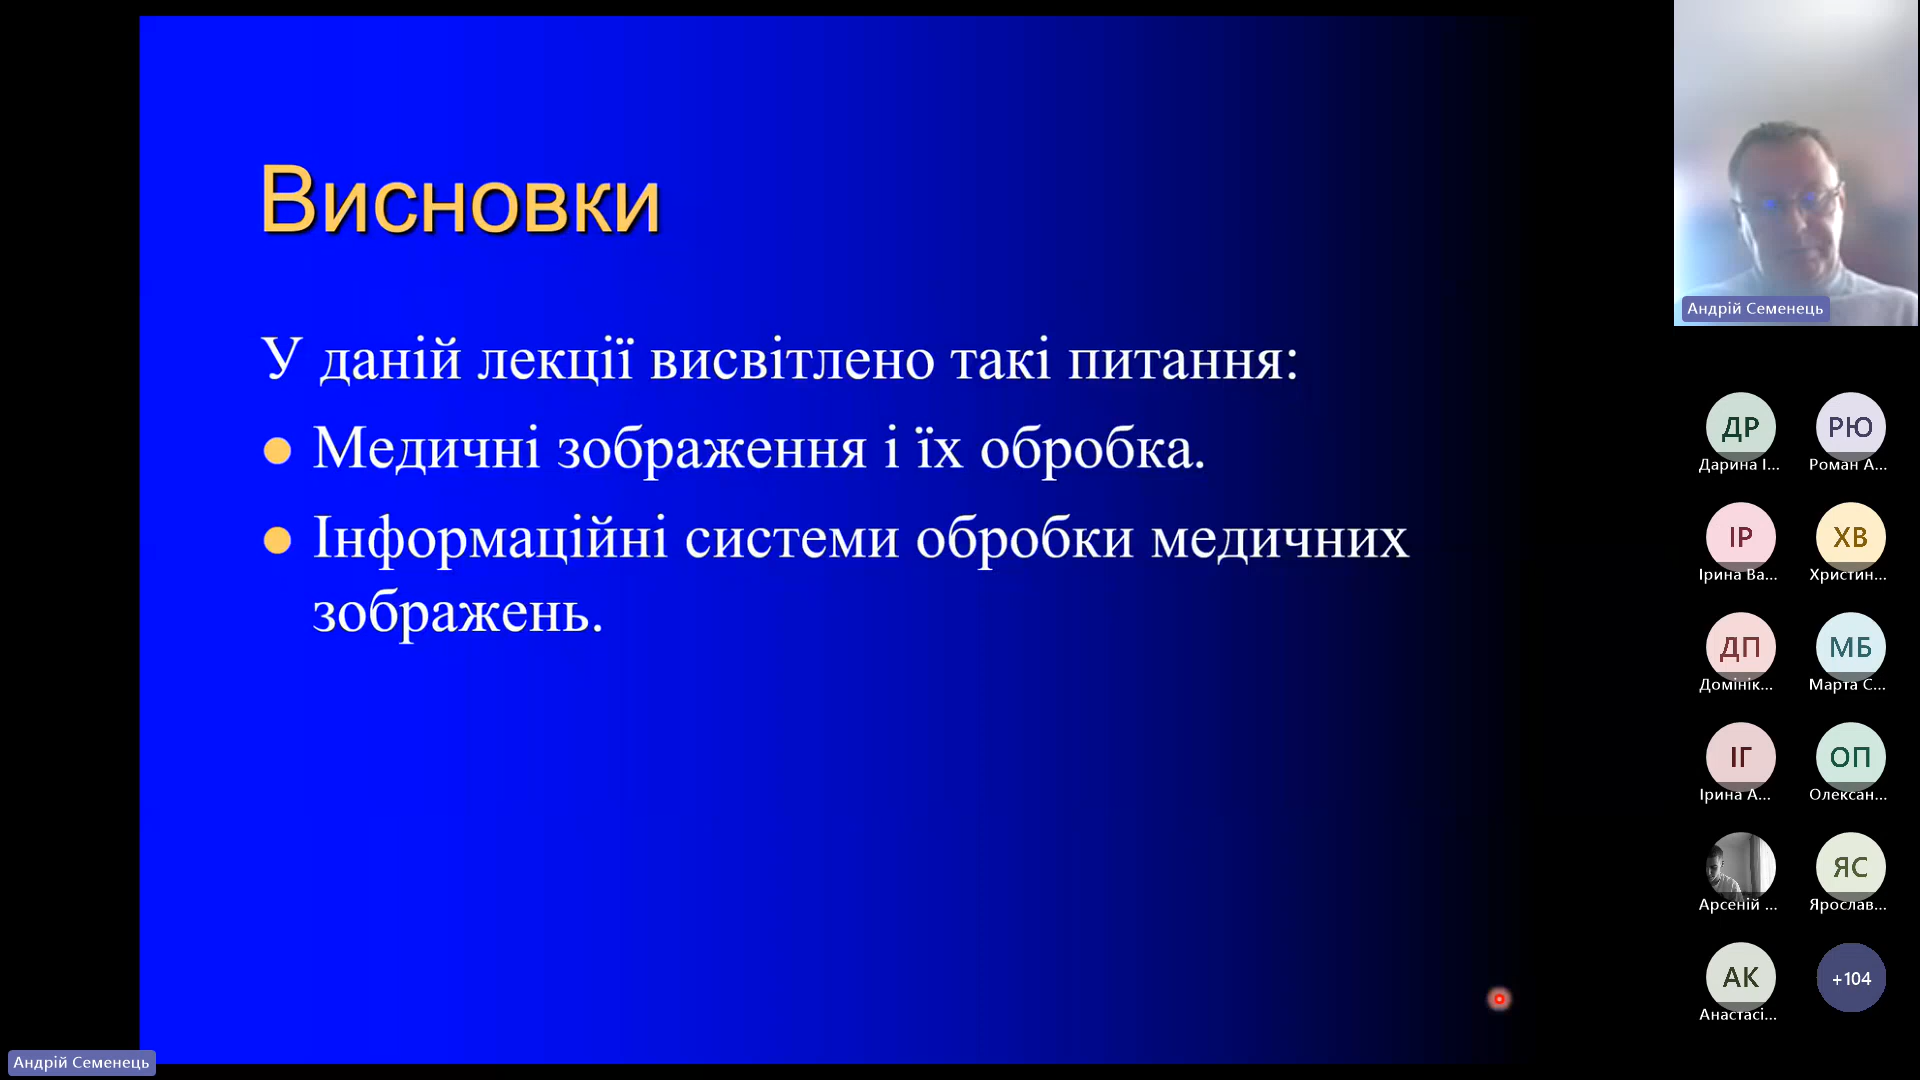 Висновки
У даній лекції висвітлено такі питання:
Медичні зображення і їх обробка.
Інформаційні системи обробки медичних
зображень.
Андрій Семенець
Андрій Семенець
ДР
Дарина І...
РЮ
Роман А...
ІР
Ірина Ва...
ХВ
Христин...
ДП
Домінік...
МБ
Марта С...
ІГ
Ірина А...
ОП
Олексан...
Арсеній ...
ЯС
Ярослав...
АК
Анастасі...
+104